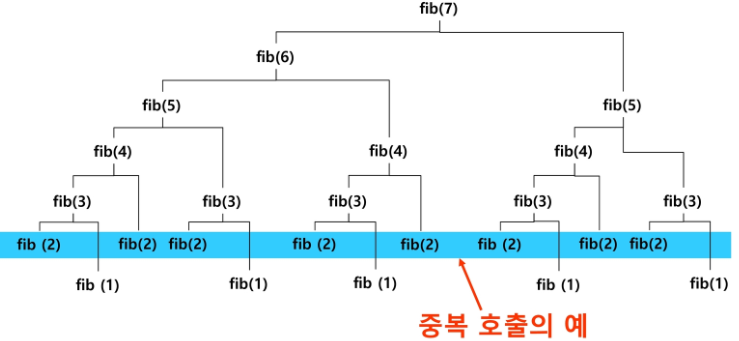 fib(7)
fib(6)
fib(5) fib(5)
fib(4) fib(4) fib(4)
fib(3) fib(3) fib(3) fib(3) fib(3)
fib (2) fib(2) fib(2) fib (2) fib(2) fib (2) fib(2) fib(2)
fib (1) fib(1) fib (1) fib (1) fib(1)
중복 호출의 예